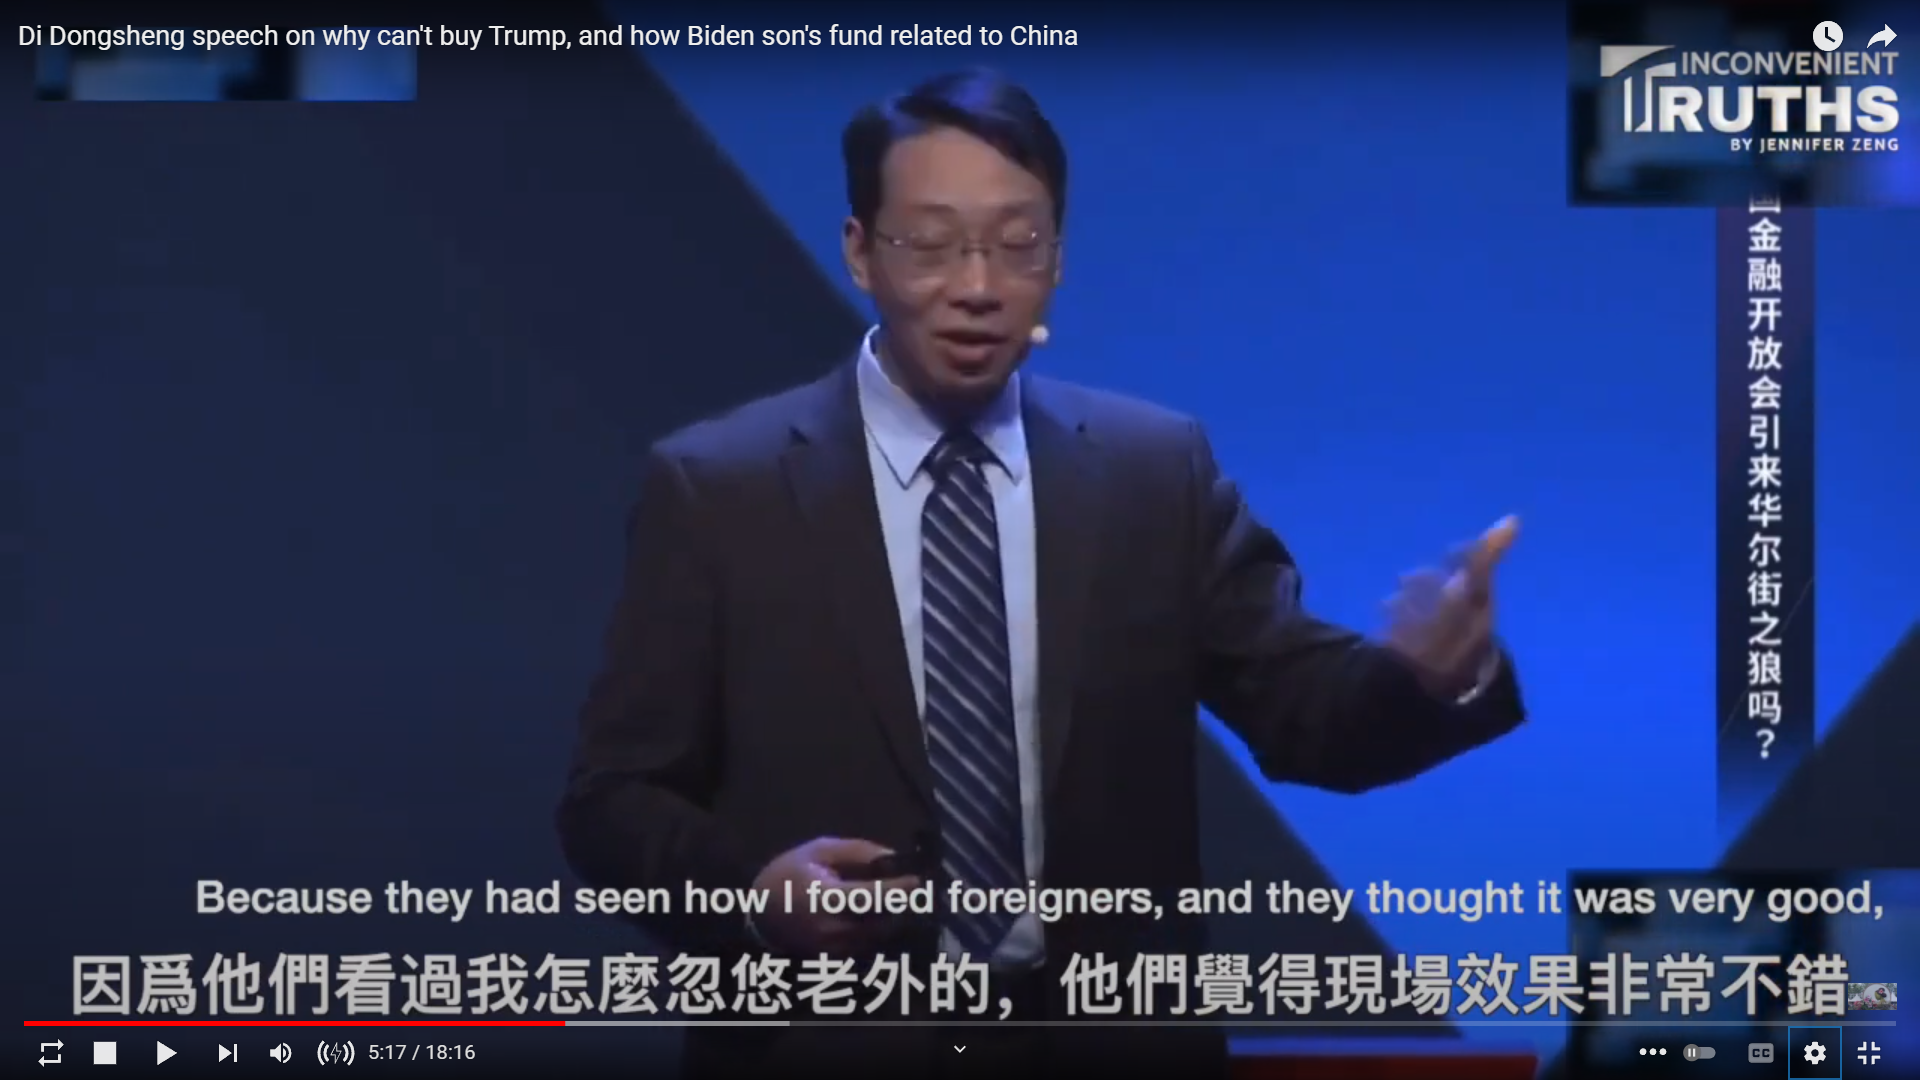 Di Dongsheng speech on why can't buy Trump, and how Biden son's fund related to China
INCONVENIENT
TRUTHS
BY JENNIFER ZENG
国金融开放会引来华尔街之狼吗？
Because they had seen how I fooled foreigners, and they thought it was very good,
因爲他們看過我怎麼忽悠老外的，他們覺得現場效果非常不錯
5:17 / 18:16
CC